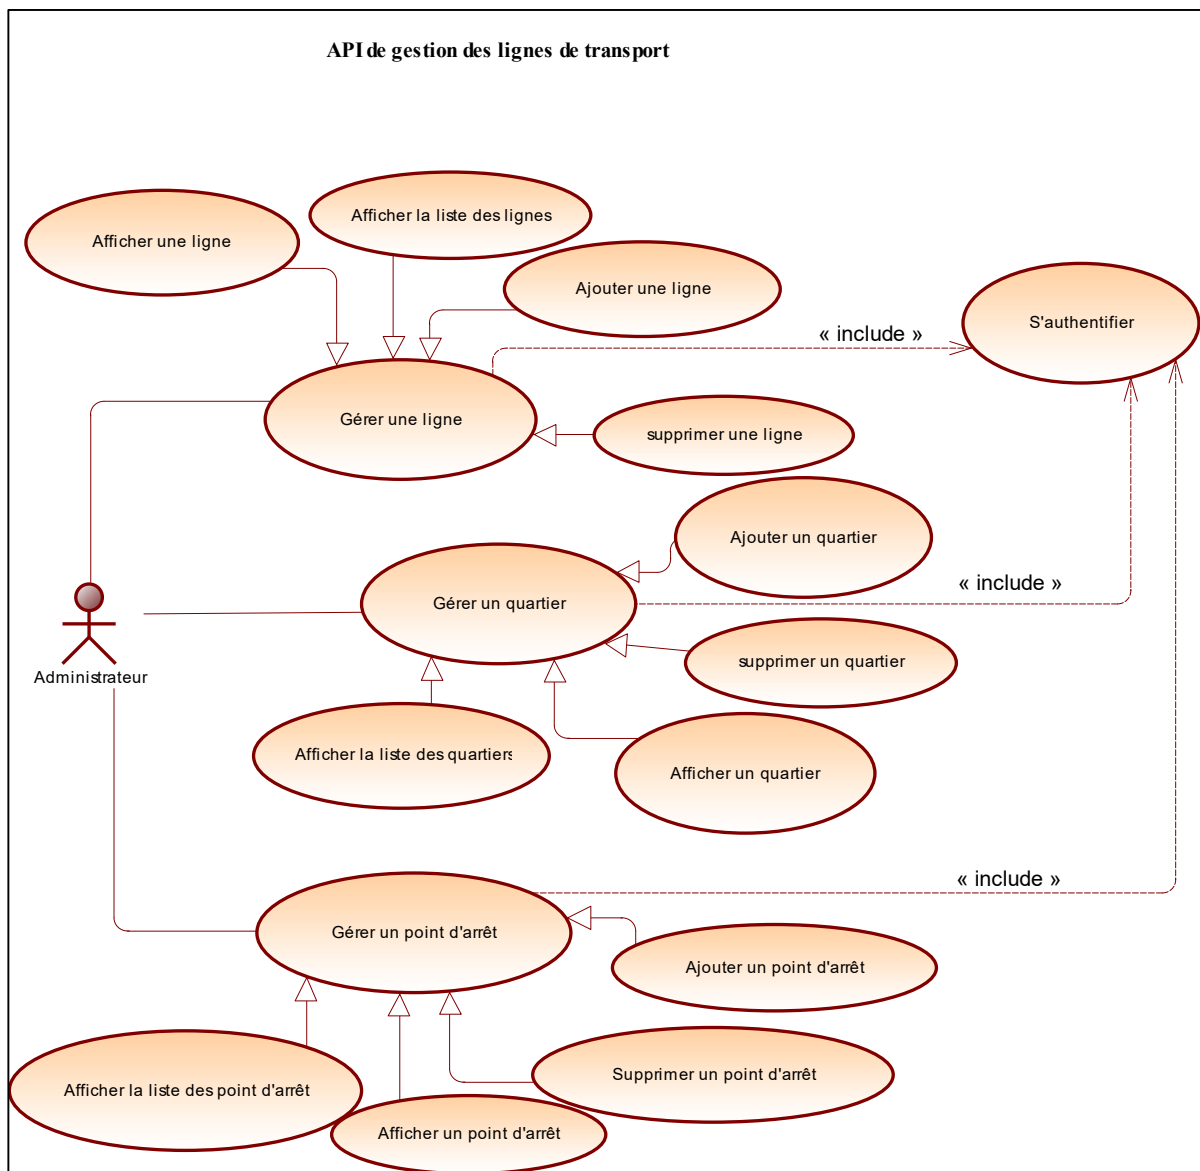 API de gestion des lignes de transport
Afficher la liste des lignes
Afficher une ligne
Ajouter une ligne
S'authentifier
« include »
Gérer une ligne
supprimer une ligne
Ajouter un quartier
« include »
Gérer un quartier
supprimer un quartier
Administrateur
Afficher la liste des quartiers
Afficher un quartier
« include »
Gérer un point d'arrêt
Ajouter un point d'arrêt
Supprimer un point d'arrêt
Afficher la liste des point d'arrêt
Afficher un point d'arrêt